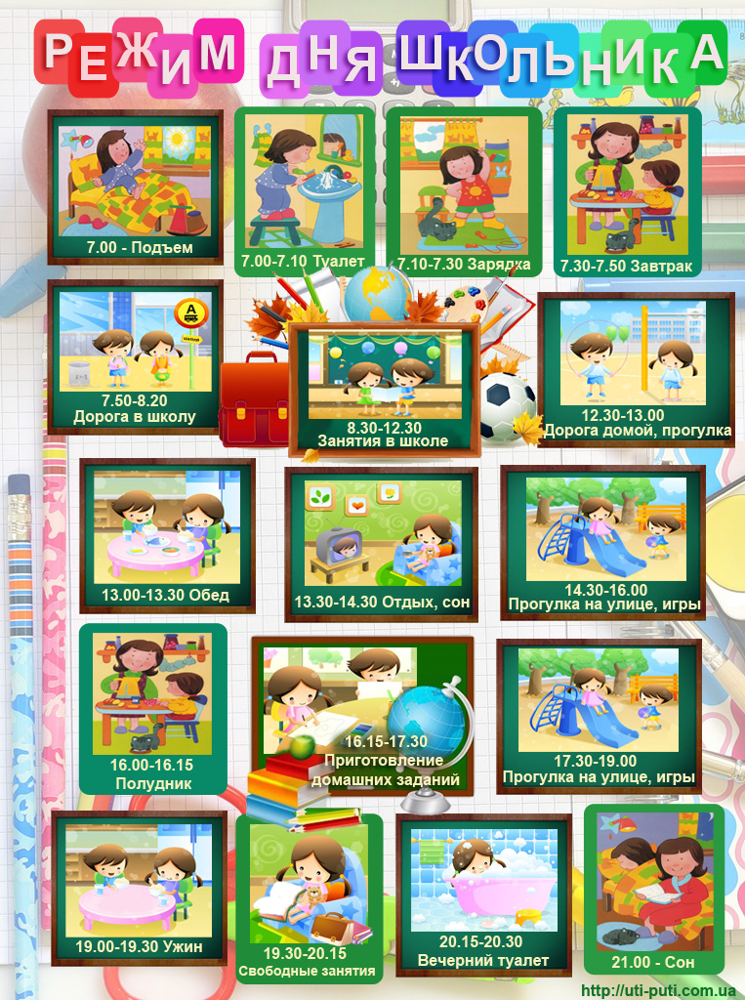 РЕЖИМ ДНЯ ШКОЛЬНИКА
7.00 - Подъем
7.00-7.10 Туалет
7.10-7.30 Зарядка
7.30-7.50 Завтрак
А
школа
7.50-8.20
Дорога в школу
8.30-12.30
Занятия в школе
12.30-13.00
Дорога домой, прогулка
13.00-13.30 Обед
13.30-14.30 Отдых, сон
14.30-16.00
Прогулка на улице, игры
16.00-16.15
Полудник
16.15-17.30
Приготовление
домашних заданий
17.30-19.00
Прогулка на улице, игры
19.00-19.30 Ужин
19.30-20.15
Свободные занятия
20.15-20.30
Вечерний туалет
21.00 - Сон
http://uti-puti.com.ua